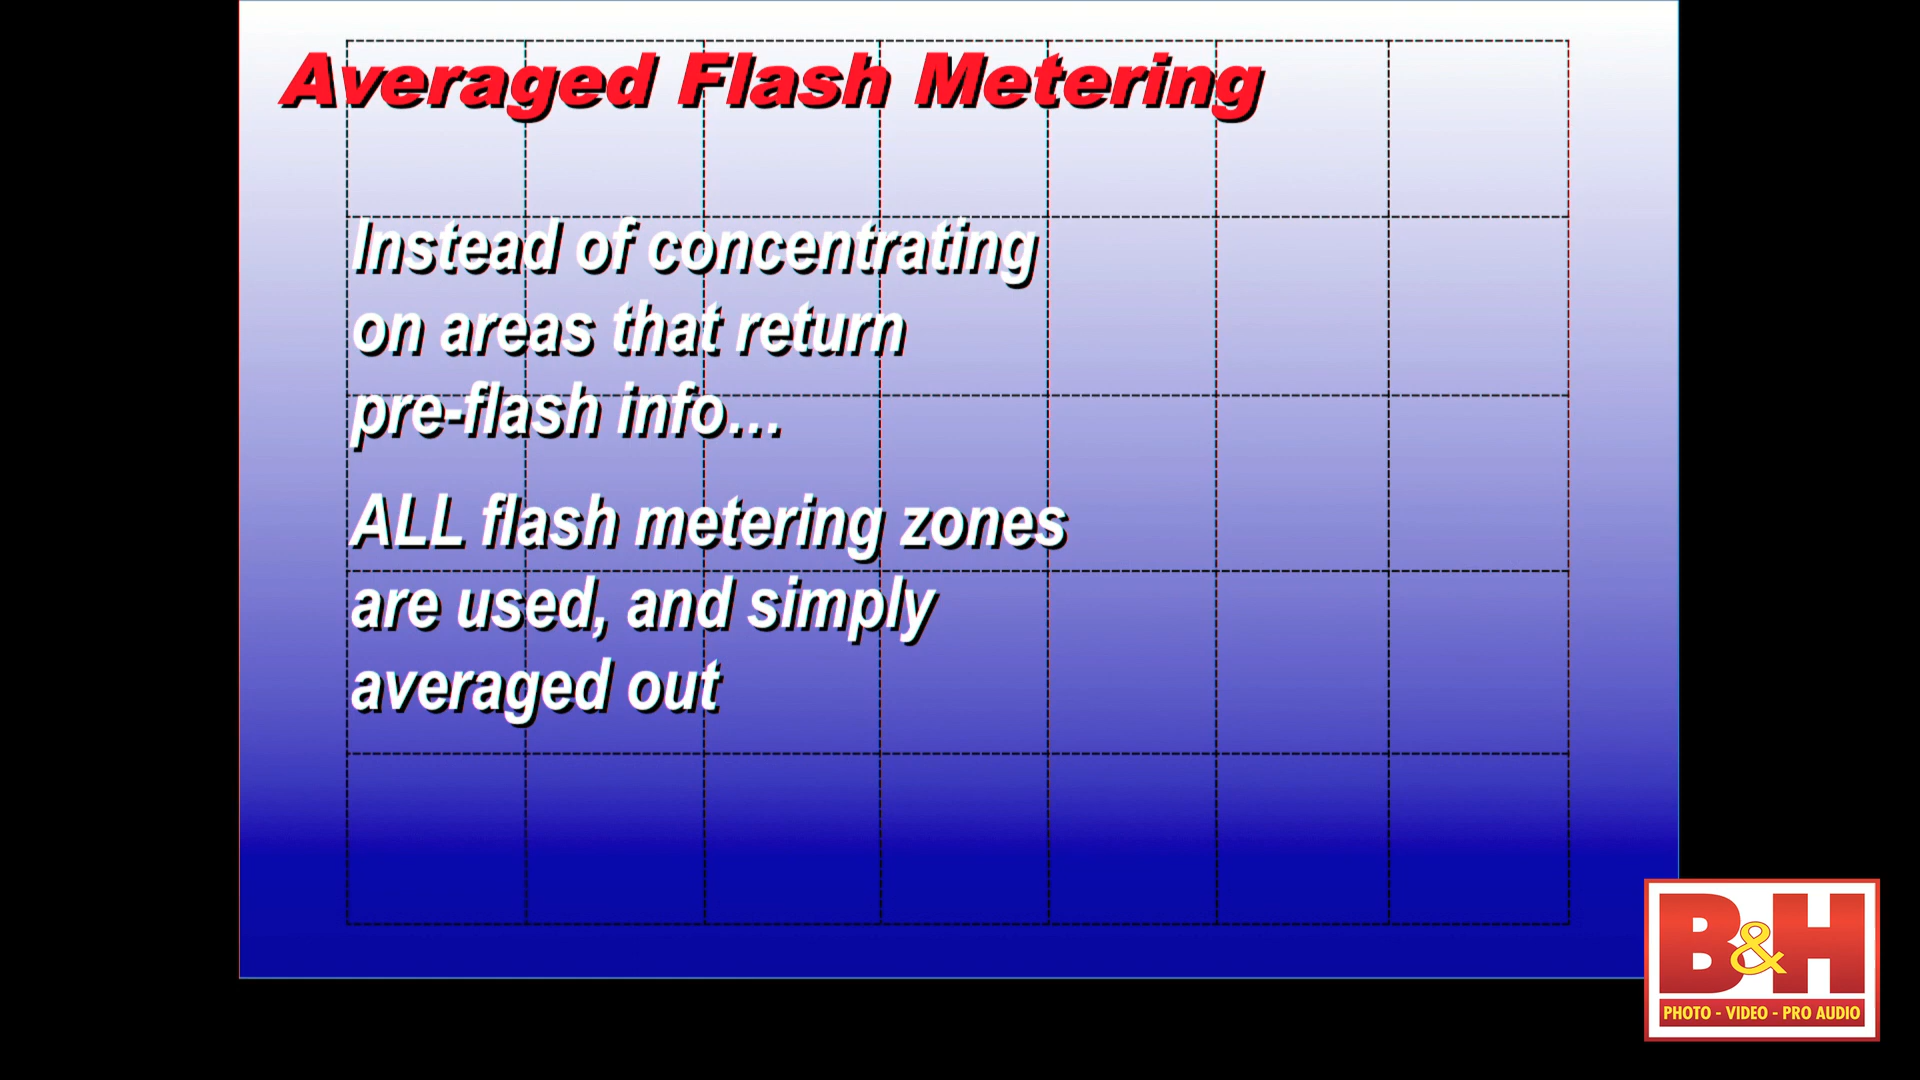 Averaged Flash Metering
Instead of concentrating
on areas that return
pre-flash info...
ALL flash metering zones
are used, and simply
averaged out
B&H
PHOTO - VIDEO - PRO AUDIO